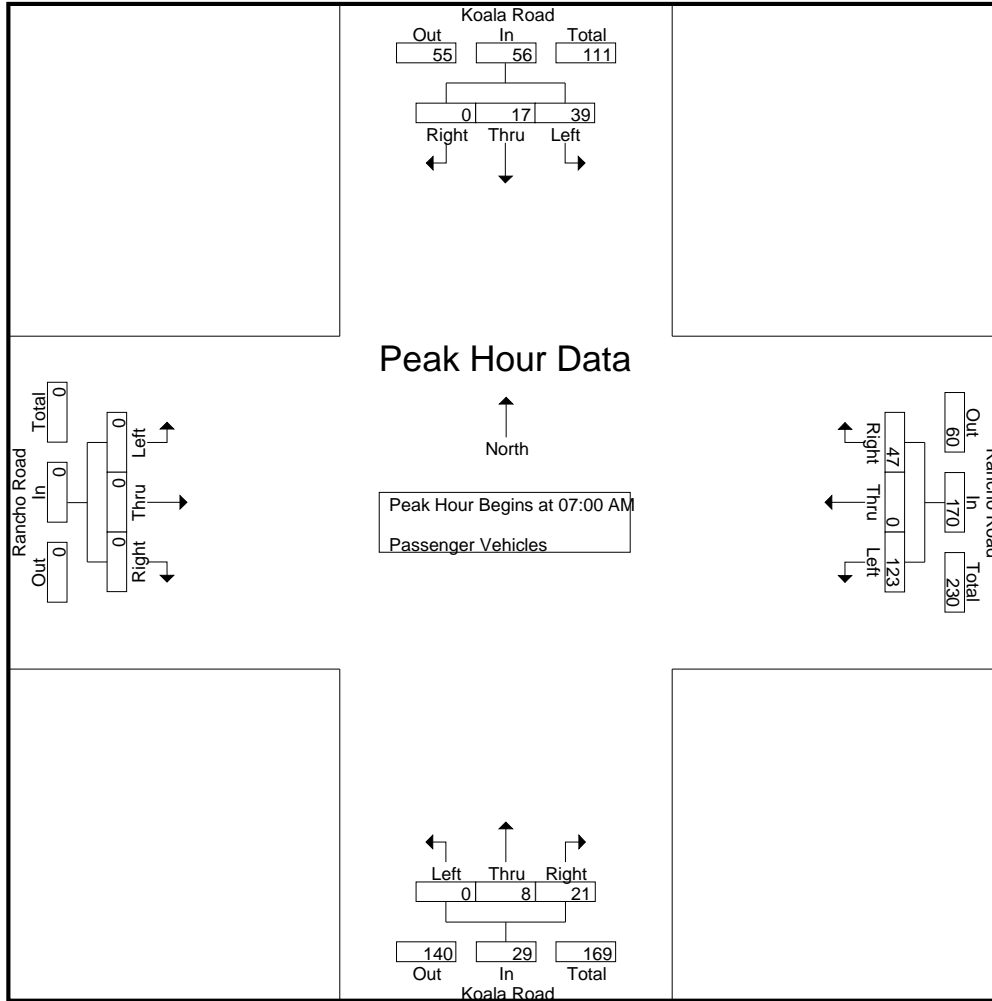 Koala Road
Out In Total
55 56 111
0 17 39
Right Thru Left
Peak Hour Data
North
Peak Hour Begins at 07:00 AM
Passenger Vehicles
Rancho Road
Total In Out
0 0 0
0 0 0
Left Thru Right
Rancho Road
Out In Total
60 170 230
47 0 123
Right Thru Left
Left Thru Right
0 8 21
140 29 169
Out In Total
Koala Road